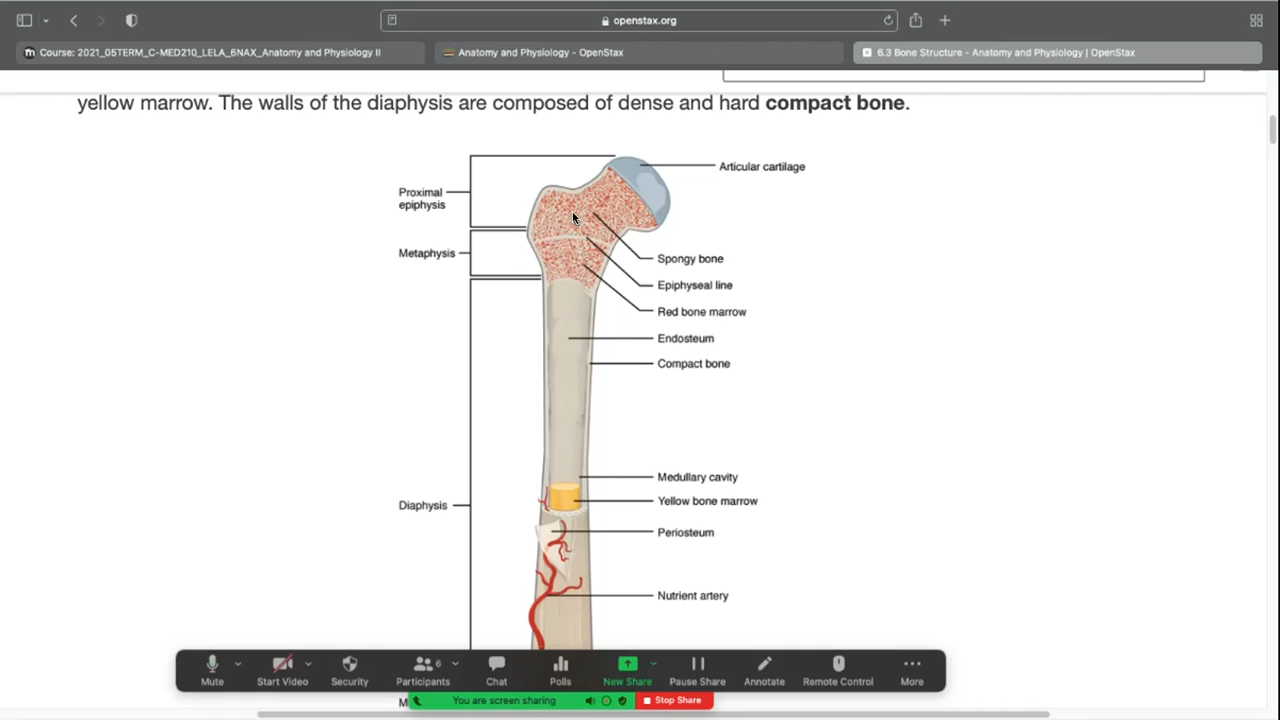 openstax.org
Course: 2021_05TERM_C-MED210_LELA_6NAX_Anatomy and Physiology II
Anatomy and Physiology - OpenStax
6.3 Bone Structure - Anatomy and Physiology | OpenStax
yellow marrow. The walls of the diaphysis are composed of dense and hard compact bone.
Articular cartilage
Proximal
epiphysis
Metaphysis
Spongy bone
Epiphyseal line
Red bone marrow
Endosteum
Compact bone
Medullary cavity
Yellow bone marrow
Diaphysis
Periosteum
Nutrient artery
6
Mute
Start Video
Security
Participants
Chat
Polls
New Share
Pause Share
Annotate
Remote Control
More
M
You are screen sharing
Stop Share